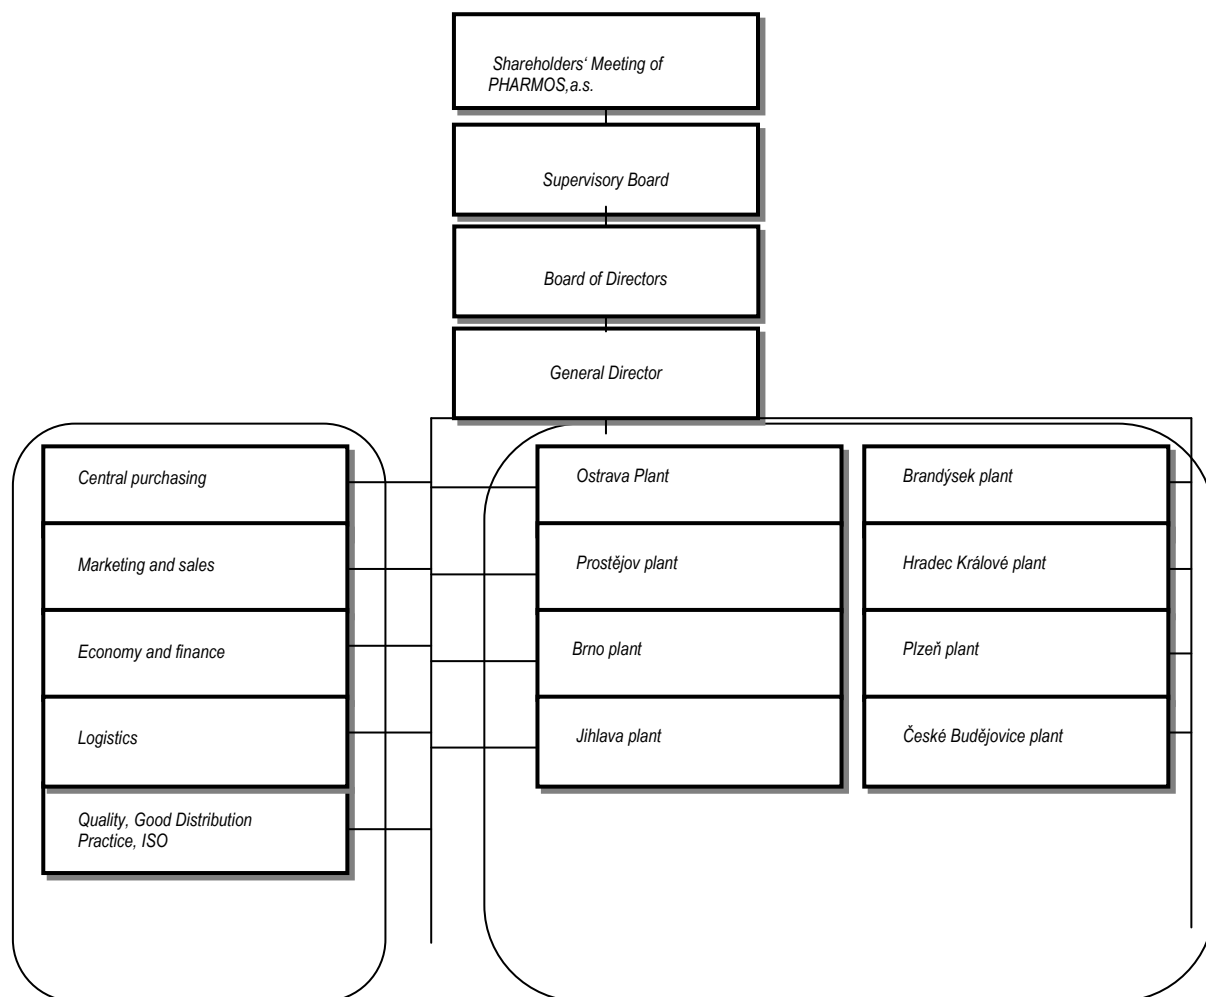 Shareholders‘ Meeting of
PHARMOS,a.s.
Supervisory Board
Board of Directors
General Director
Central purchasing
Marketing and sales
Economy and finance
Logistics
Quality, Good Distribution
Practice, ISO
Ostrava Plant
Prostějov plant
Brno plant
Jihlava plant
Brandýsek plant
Hradec Králové plant
Plzeň plant
České Budějovice plant